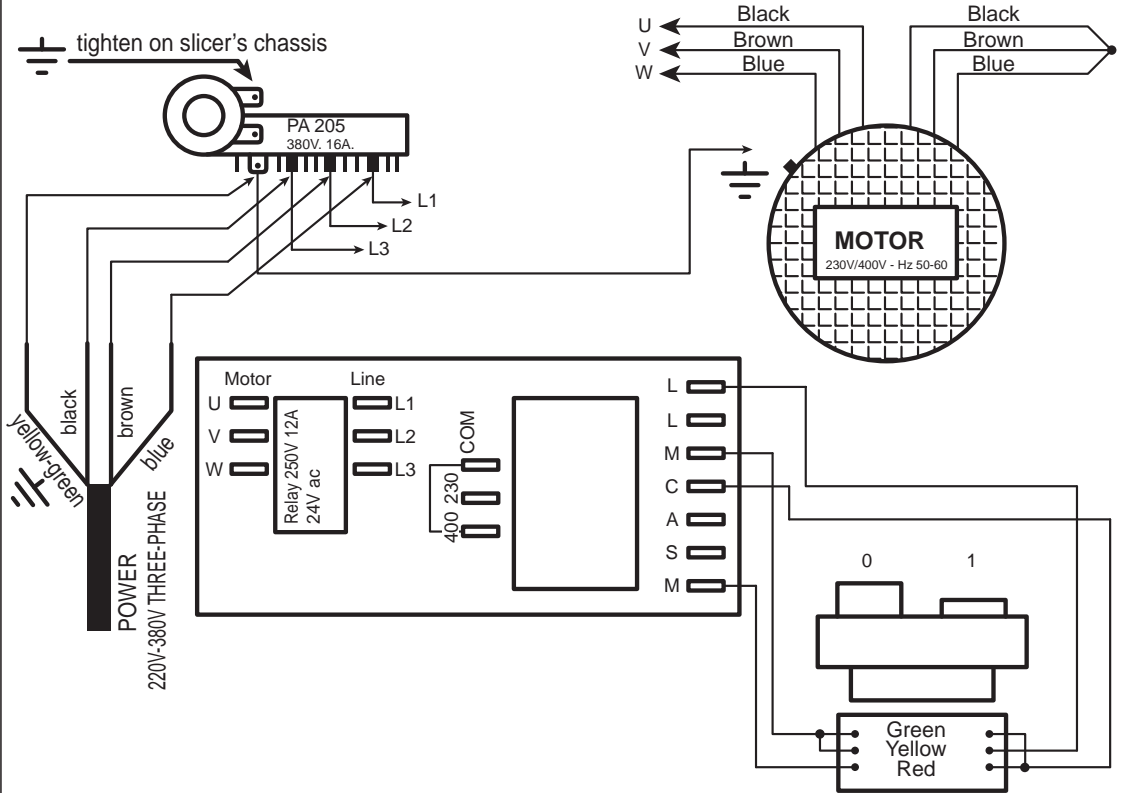 tighten on slicer's chassis
PA 205
380V. 16A.
L1
L2
L3
U
V
W
Black
Brown
Blue
Black
Brown
Blue
MOTOR
230V/400V - Hz 50-60
yellow-green
black
brown
blue
POWER
220V-380V THREE-PHASE
Motor
Line
U
V
W
Relay 250V 12A
24V ac
L1
L2
L3
COM
230
400
L
L
M
C
A
S
M
0
1
Green
Yellow
Red